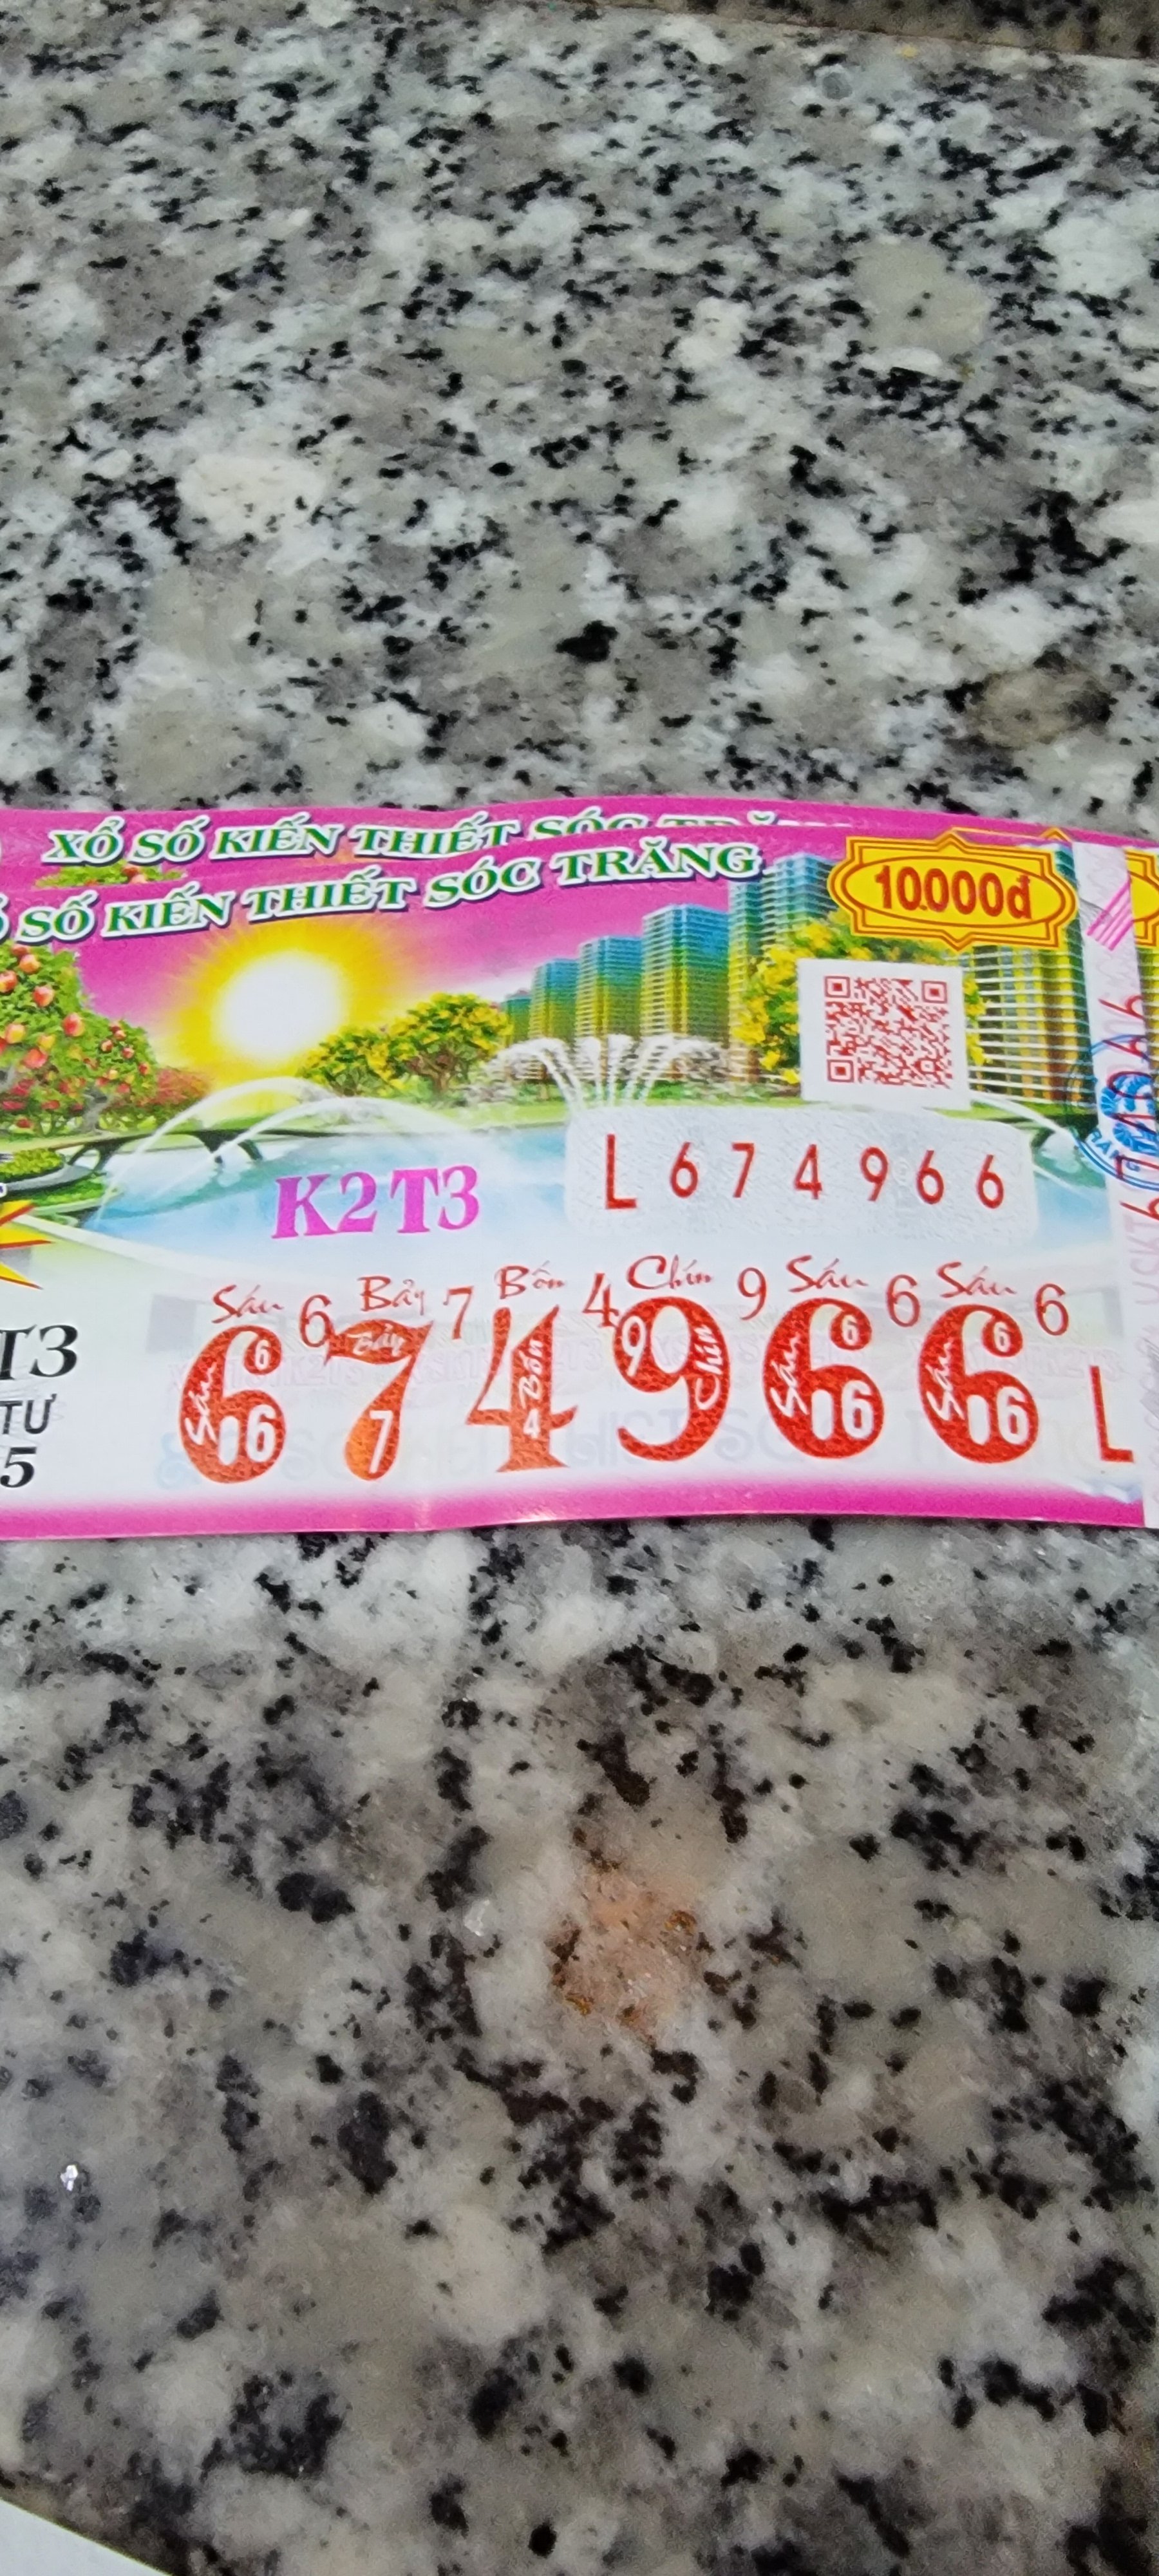 XỔ SỐ KIẾN THIẾT SÓC
SỐ KIẾN THIẾT SÓC TRĂNG
10.000đ
K2T3
L 674966
Sáu 6 Bảy 7 Bốn 4 Chín 9 Sáu 6 Sáu 6
674966 L
T3
TƯ
5